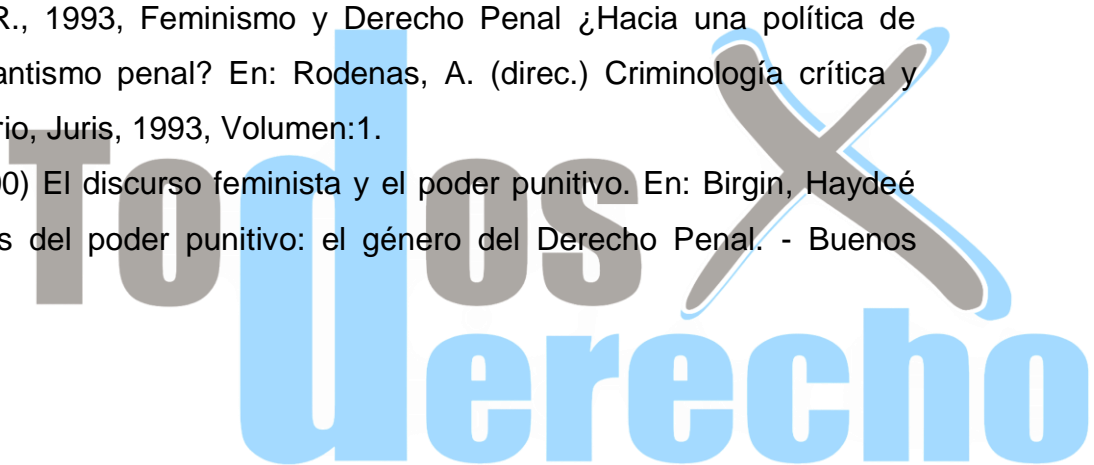 R., 1993, Feminismo y Derecho Penal ¿Hacia una política de
antismo penal? En: Rodenas, A. (direc.) Criminología crítica y
rio, Juris, 1993, Volumen:1.
00) El discurso feminista y el poder punitivo. En: Birgin, Haydeé
s del poder punitivo: el género del Derecho Penal. - Buenos
Todos X
derecho